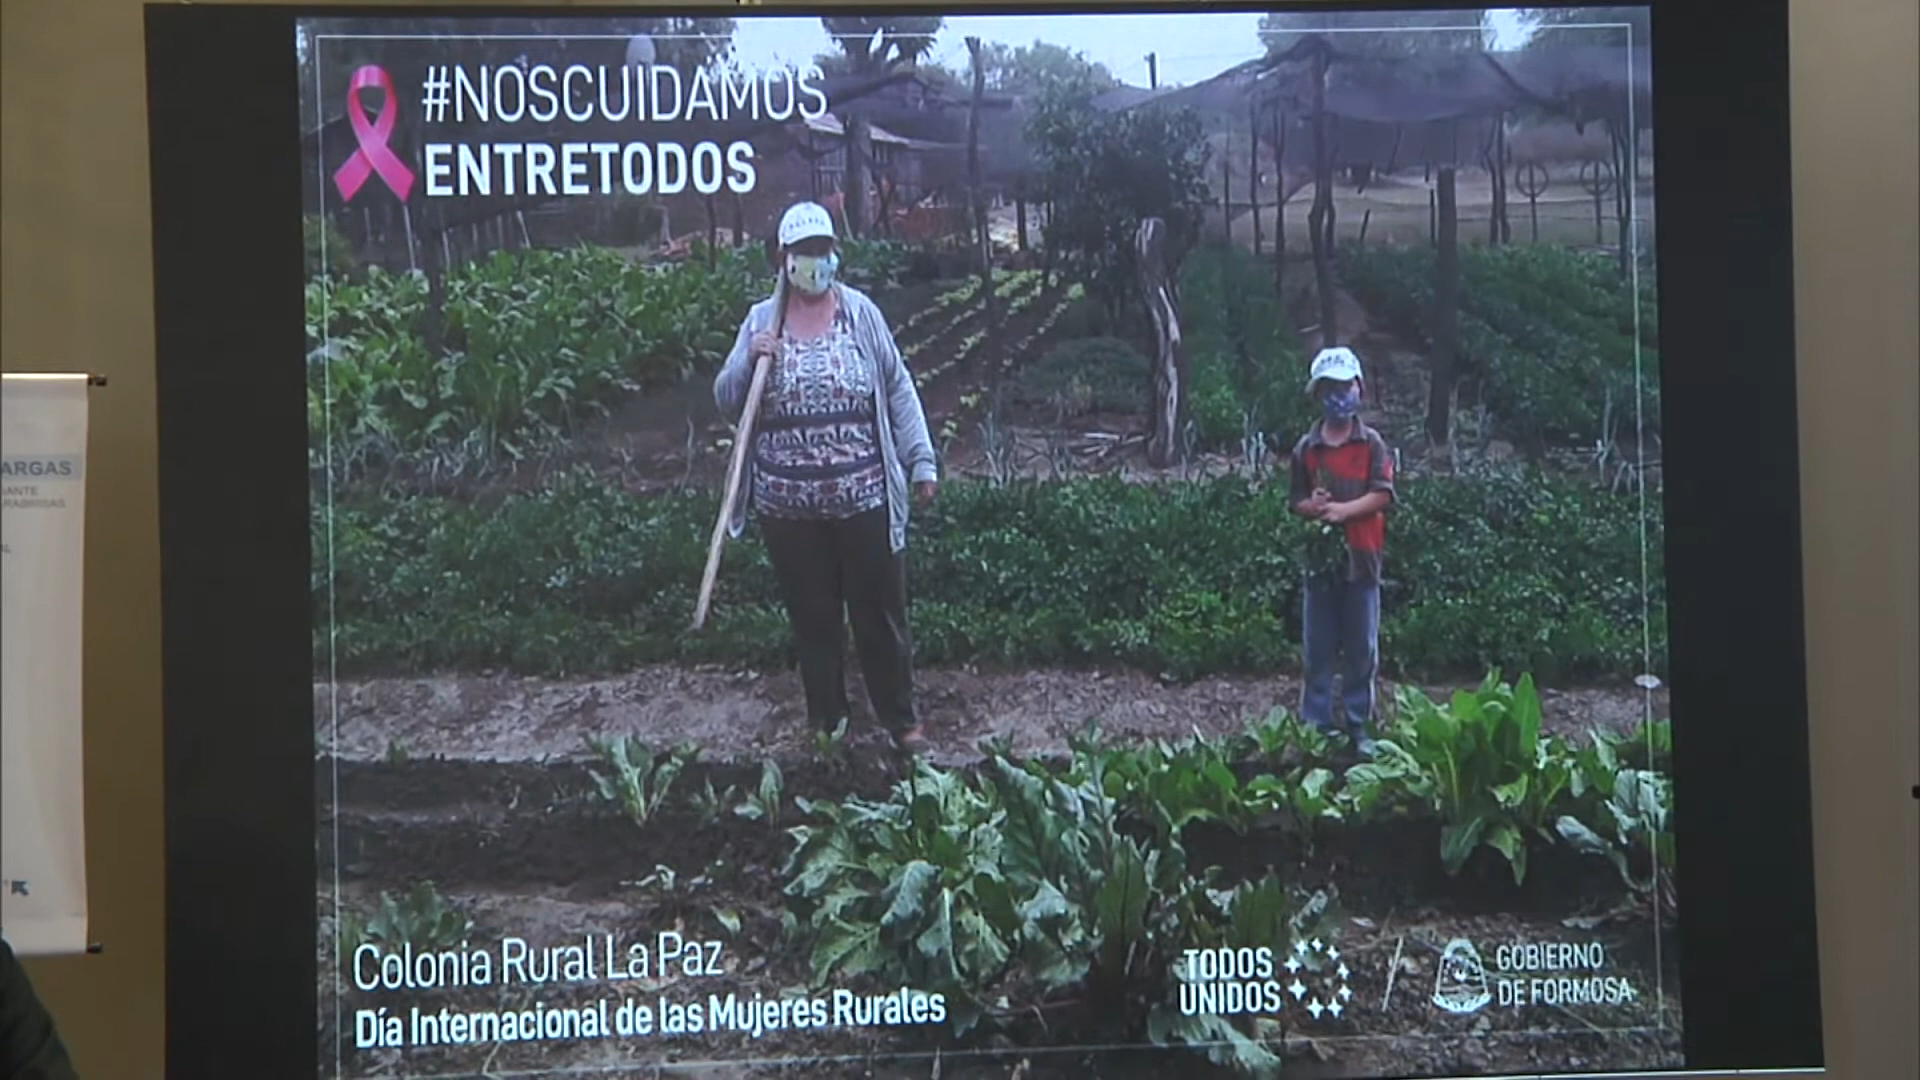 #NOSCUIDAMOS
ENTRETODOS
ARGAS
Colonia Rural La Paz
Día Internacional de las Mujeres Rurales
TODOS
UNIDOS
GOBIERNO
DE FORMOSA